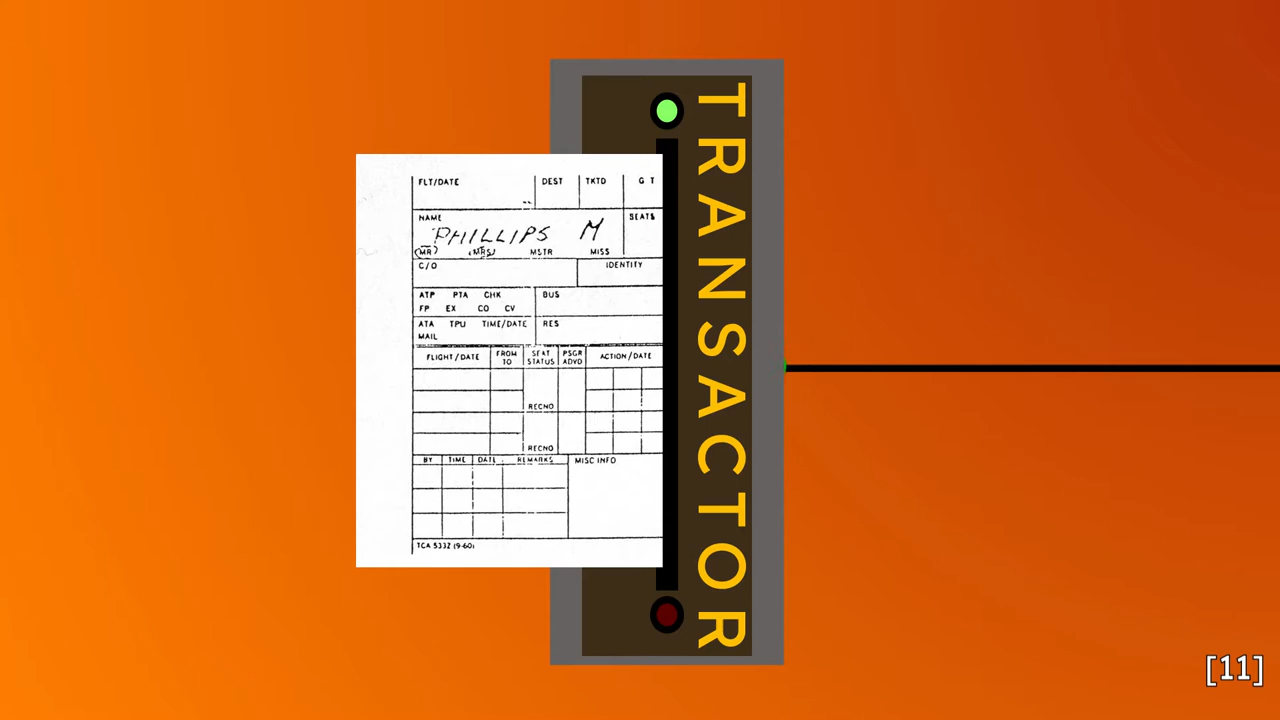 FLT/DATE DEST TKTD G T
NAME SEATS
PHILLIPS M
MR MRS MSTR MISS
C/O IDENTITY
ATP PTA CHK BUS
FP EX CO CV
ATA TPU TIME/DATE RES
MAIL
FLIGHT/DATE FROM TO SEAT STATUS PSGR ADVD ACTION/DATE
RECNO
RECNO
BY TIME DATE REMARKS MISC INFO
TCA 5332 (9-60)
TRANSACTOR
[11]